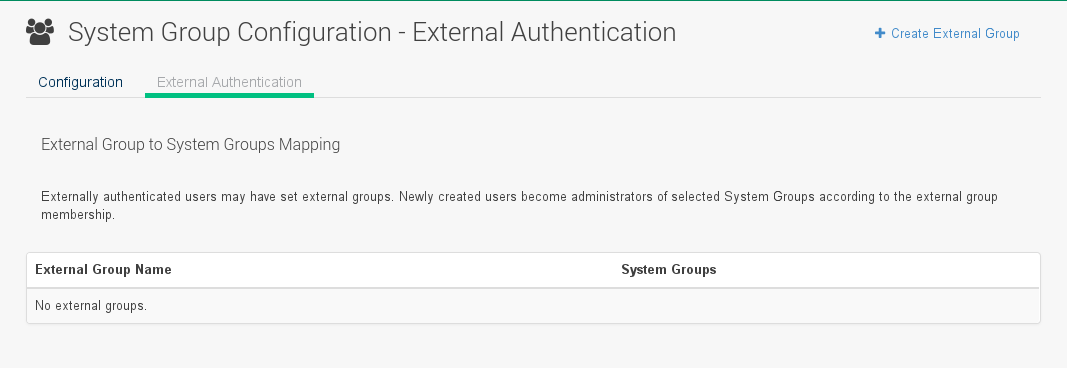 System Group Configuration - External Authentication
+ Create External Group
Configuration
External Authentication
External Group to System Groups Mapping
Externally authenticated users may have set external groups. Newly created users become administrators of selected System Groups according to the external group
membership.
External Group Name
System Groups
No external groups.